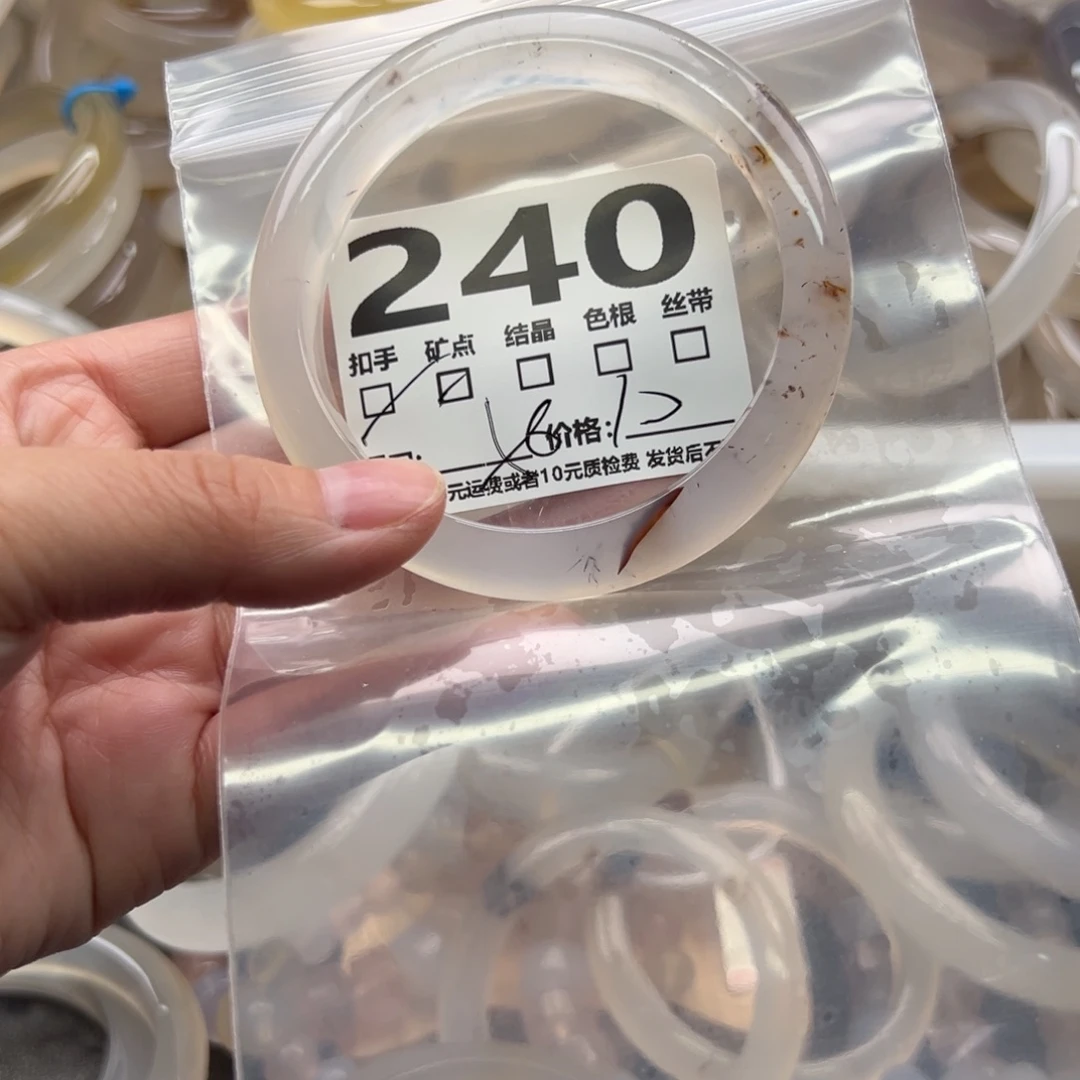 240
扣手 矿点 结晶 色根 丝带
价格: 12
元运费或者10元质检费 发货后不